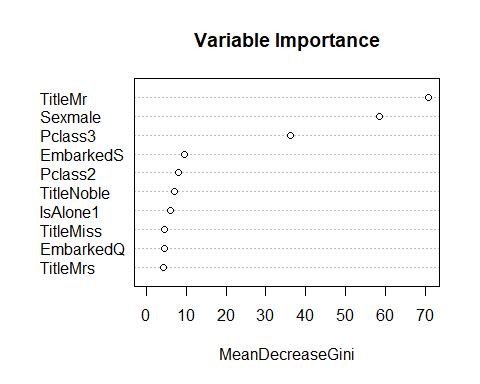 Variable Importance
TitleMr
Sexmale
Pclass3
EmbarkedS
Pclass2
TitleNoble
IsAlone1
TitleMiss
EmbarkedQ
TitleMrs
0 10 20 30 40 50 60 70
MeanDecreaseGini